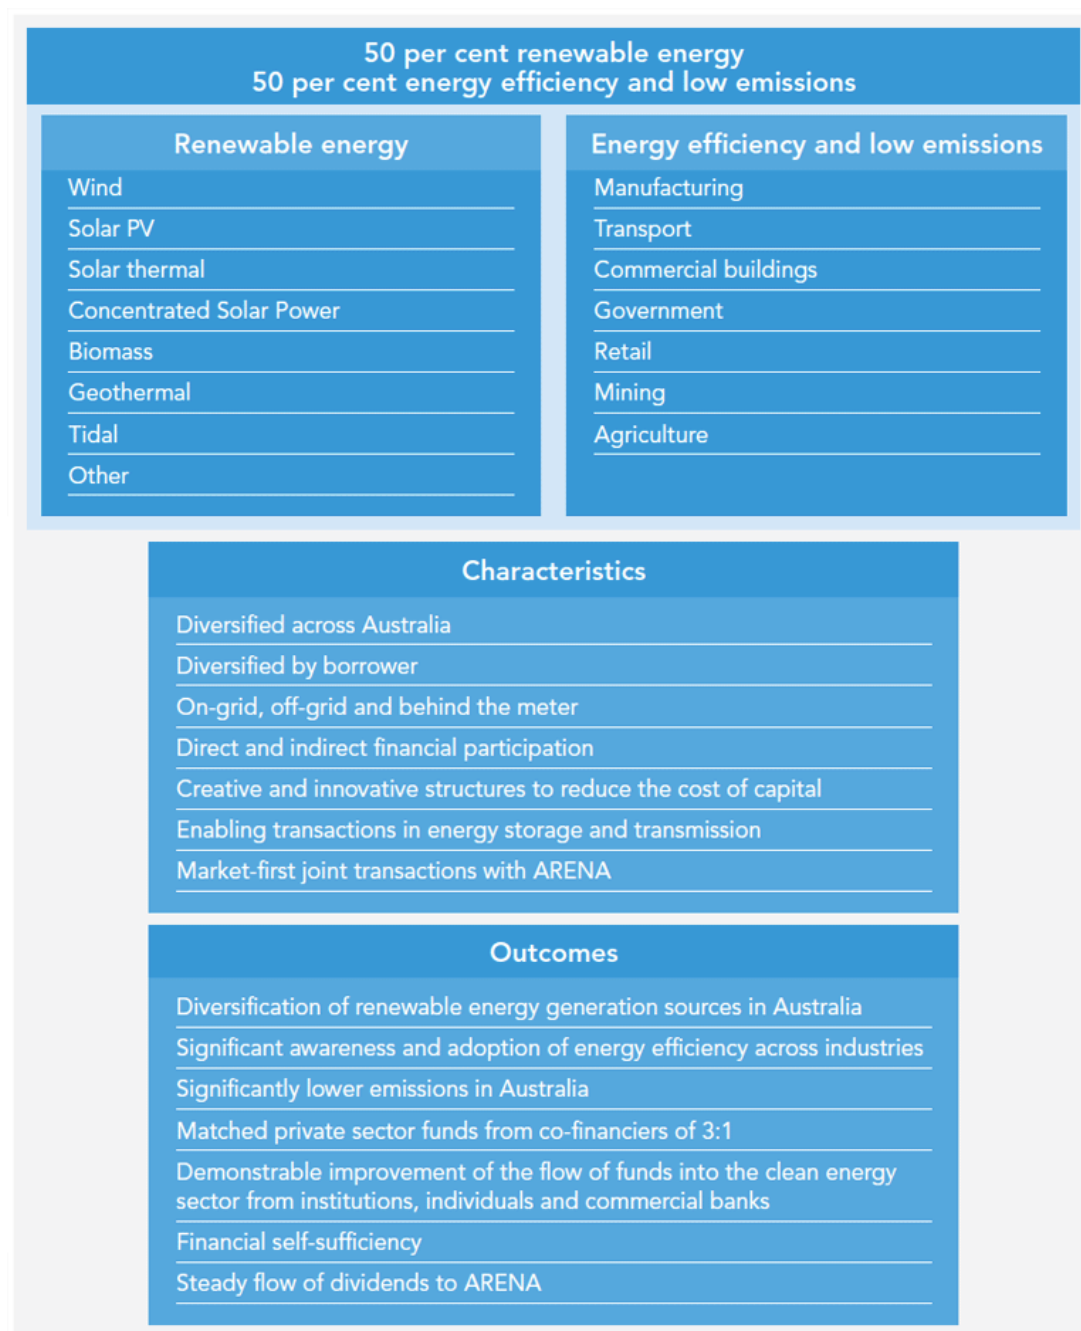 50 per cent renewable energy
50 per cent energy efficiency and low emissions
Renewable energy
Wind
Solar PV
Solar thermal
Concentrated Solar Power
Biomass
Geothermal
Tidal
Other
Energy efficiency and low emissions
Manufacturing
Transport
Commercial buildings
Government
Retail
Mining
Agriculture
Characteristics
Diversified across Australia
Diversified by borrower
On-grid, off-grid and behind the meter
Direct and indirect financial participation
Creative and innovative structures to reduce the cost of capital
Enabling transactions in energy storage and transmission
Market-first joint transactions with ARENA
Outcomes
Diversification of renewable energy generation sources in Australia
Significant awareness and adoption of energy efficiency across industries
Significantly lower emissions in Australia
Matched private sector funds from co-financiers of 3:1
Demonstrable improvement of the flow of funds into the clean energy
sector from institutions, individuals and commercial banks
Financial self-sufficiency
Steady flow of dividends to ARENA